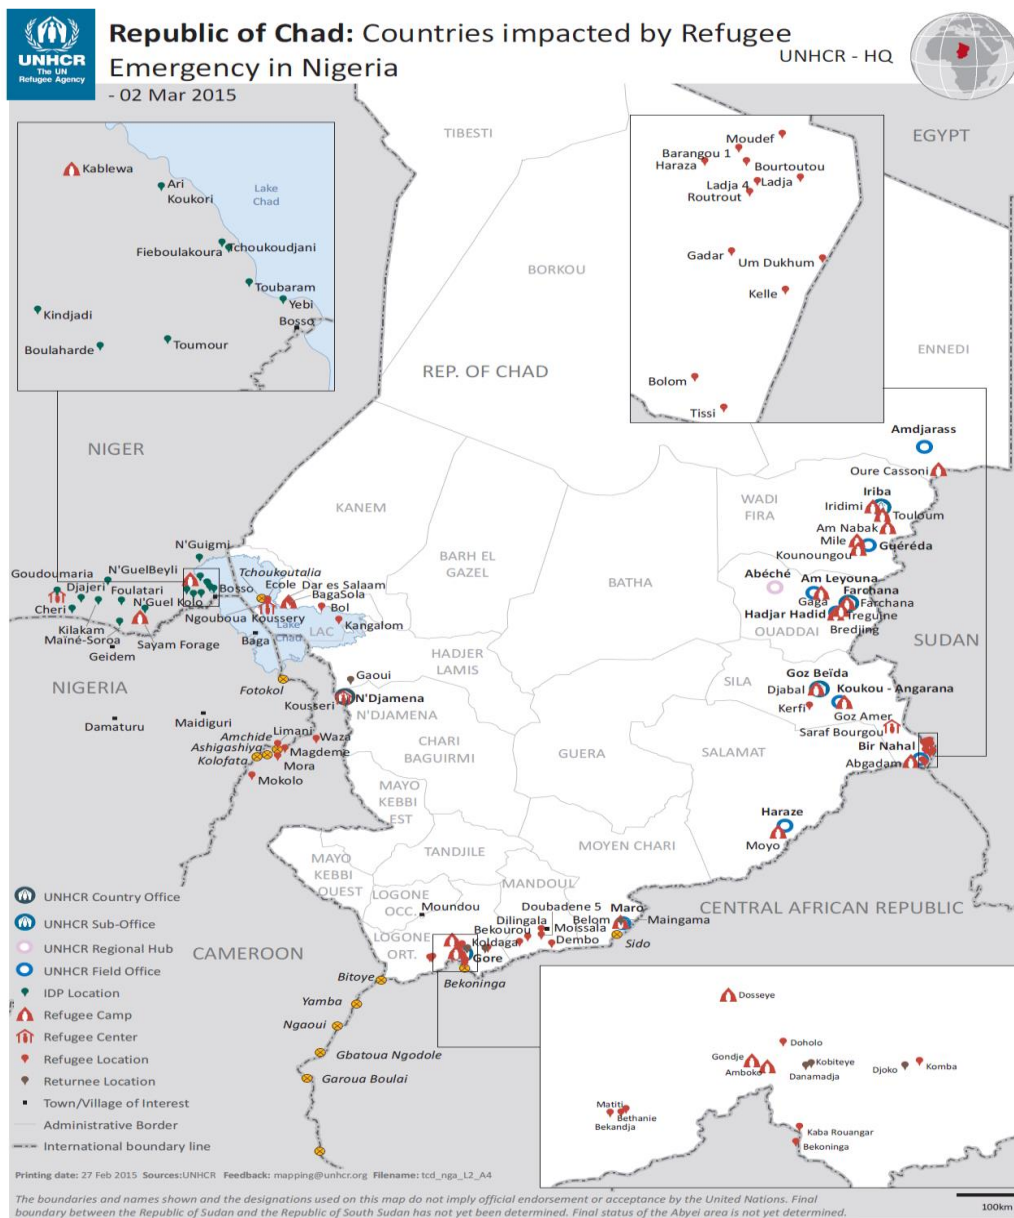 UNHCR
The UN
Refugee Agency
Republic of Chad: Countries impacted by Refugee
Emergency in Nigeria
- 02 Mar 2015
UNHCR - HQ
TIBESTI
EGYPT
Kablewa
Ari
Koukori
Lake
Chad
Fieboulakoura
Tchoukoudjani
Toubaram
Yebi
Bosso
Kindjadi
Boulaharde
Toumour
Moudef
Barangou 1
Haraza
Bourtoutou
Ladja 4
Ladja
Routrout
Gadar
Um Dukhum
Kelle
Bolom
Tissi
BORKOU
ENNEDI
REP. OF CHAD
NIGER
Amdjarass
Oure Cassoni
KANEM
WADI
FIRA
Iriba
Iridimi
Touloum
Am Nabak
Mile
Guéréda
Kounoungou
N'Guigmi
BARH EL
GAZEL
BATHA
Goudoumaria
N'GuelBeyli
Djajeri
Foulatari
Cheri
N'Guel Kolo
Bosso
Kilakam
Maïné-Soroa
Geidem
Sayam Forage
Tchoukoutalia
Ecole
Dar es Salaam
BagaSola
Bol
Ngouboua
Koussery
Kangalom
Lake
Chad
LAC
Baga
Abéché
Am Leyouna
Farchana
Gaga
Farchana
Hadjar Hadid
Treguine
Bredjing
OUADDAI
SUDAN
HADJER
LAMIS
NIGERIA
Fotokol
Gaoui
Kousseri
N'Djamena
N'DJAMENA
SILA
Goz Beïda
Djabal
Koukou - Angarana
Kerfi
Goz Amer
Saraf Bourgou
Bir Nahal
Abgadam
Damaturu
Maidiguri
Limani
Amchide
Waza
Ashigashiya
Magdeme
Kolofata
Mora
Mokolo
CHARI
BAGUIRMI
GUERA
SALAMAT
MAYO
KEBBI
EST
Haraze
Moyo
MAYO
KEBBI
OUEST
TANDJILE
MOYEN CHARI
MANDOUL
LOGONE
OCC.
Moundou
Doubadene 5
Maro
Dilingala
Belom
Maingama
Bekourou
Moissala
Koldaga
Dembo
Sido
LOGONE
ORT.
Gore
Bekoninga
CENTRAL AFRICAN REPUBLIC
CAMEROON
Bitoye
Yamba
Ngaoui
Gbatoua Ngodole
Garoua Boulai
UNHCR Country Office
UNHCR Sub-Office
UNHCR Regional Hub
UNHCR Field Office
IDP Location
Refugee Camp
Refugee Center
Refugee Location
Returnee Location
Town/Village of Interest
Administrative Border
International boundary line
Dosseye
Doholo
Gondje
Kobiteye
Amboko
Danamadja
Djoko
Komba
Matiti
Bethanie
Bekandja
Kaba Rouangar
Bekoninga
Printing date: 27 Feb 2015 Sources:UNHCR Feedback: mapping@unhcr.org Filename: tcd_nga_L2_A4
The boundaries and names shown and the designations used on this map do not imply official endorsement or acceptance by the United Nations. Final
boundary between the Republic of Sudan and the Republic of South Sudan has not yet been determined. Final status of the Abyei area is not yet determined.
100km